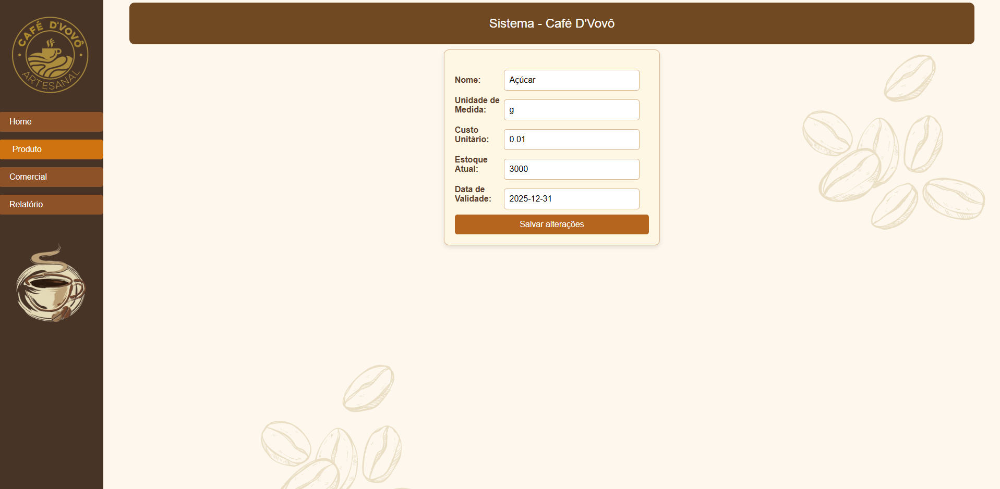 CAFÉ D'VOVÔ
ARTESANAL
Home
Produto
Comercial
Relatório
Sistema - Café D'Vovô
Nome:
Açúcar
Unidade de
Medida:
g
Custo
Unitário:
0.01
Estoque
Atual:
3000
Data de
Validade:
2025-12-31
Salvar alterações